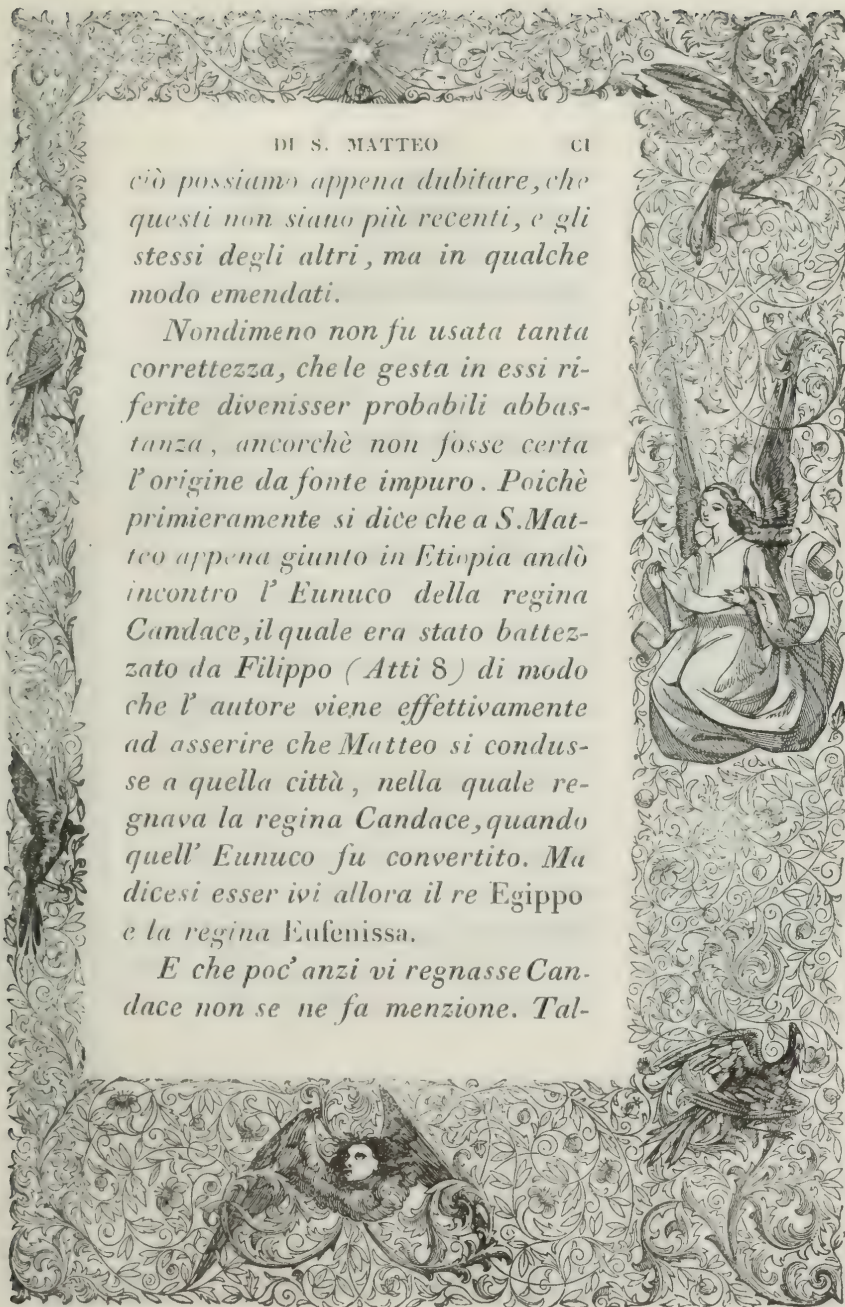 DI S. MATTEO CI
ciò possiamo appena dubitare, che
questi non siano più recenti, e gli
stessi degli altri, ma in qualche
modo emendati.
Nondimeno non fu usata tanta
correttezza, che le gesta in essi ri-
ferite divenisser probabili abbas-
tanza, ancorchè non fosse certa
l'origine da fonte impuro. Poichè
primieramente si dice che a S. Mat-
teo appena giunto in Etiopia andò
incontro l' Eunuco della regina
Candace, il quale era stato battez-
zato da Filippo (Atti 8) di modo
che l' autore viene effettivamente
ad asserire che Matteo si condus-
se a quella città, nella quale re-
gnava la regina Candace, quando
quell' Eunuco fu convertito. Ma
dicesi esser ivi allora il re Egippo
e la regina Eufenissa.
E che poc' anzi vi regnasse Can-
dace non se ne fa menzione. Tal-